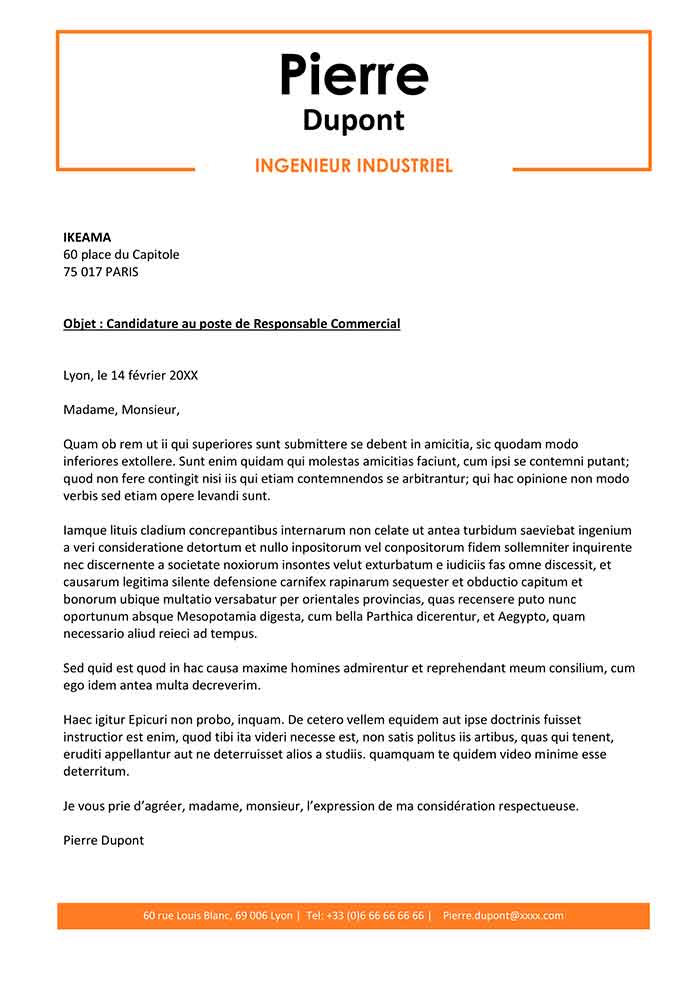 Pierre
Dupont
INGENIEUR INDUSTRIEL
IKEAMA
60 place du Capitole
75 017 PARIS
Objet : Candidature au poste de Responsable Commercial
Lyon, le 14 février 20XX
Madame, Monsieur,
Quam ob rem ut ii qui superiores sunt submittere se debent in amicitia, sic quodam modo
inferiores extollere. Sunt enim quidam qui molestas amicitias faciunt, cum ipsi se contemni putant;
quod non fere contingit nisi iis qui etiam contemnendos se arbitrantur; qui hac opinione non modo
verbis sed etiam opere levandi sunt.
Iamque lituis cladium concrepantibus internarum non celate ut antea turbidum saeviebat ingenium
a veri consideratione detortum et nullo inpositorum vel conpositorum fidem sollemniter inquirente
nec discernente a societate noxiorum insontes velut exturbatum e iudiciis fas omne discessit, et
causarum legitima silente defensione carnifex rapinarum sequester et obductio capitum et
bonorum ubique multatio versabatur per orientales provincias, quas recensere puto nunc
oportunum absque Mesopotamia digesta, cum bella Parthica dicerentur, et Aegypto, quam
necessario aliud reieci ad tempus.
Sed quid est quod in hac causa maxime homines admirentur et reprehendant meum consilium, cum
ego idem antea multa decreverim.
Haec igitur Epicuri non probo, inquam. De cetero vellem equidem aut ipse doctrinis fuisset
instructior est enim, quod tibi ita videri necesse est, non satis politus iis artibus, quas qui tenent,
eruditi appellantur aut ne deterruisset alios a studiis. quamquam te quidem video minime esse
deterritum.
Je vous prie d’agréer, madame, monsieur, l’expression de ma considération respectueuse.
Pierre Dupont
60 rue Louis Blanc, 69 006 Lyon | Tel: +33 (0)6 66 66 66 66 | Pierre.dupont@xxxx.com